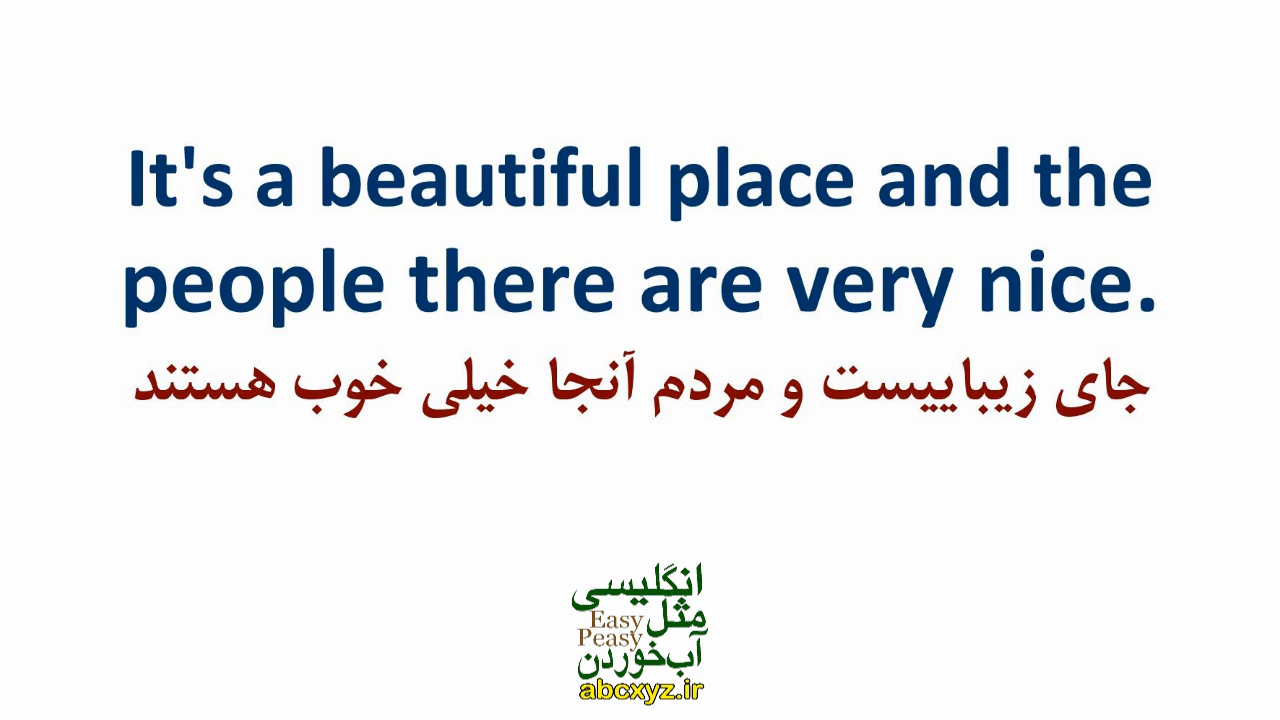 It's a beautiful place and the
people there are very nice.
جای زیباییست و مردم آنجا خیلی خوب هستند
انگلیسی
مثل Easy
Peasy
آب‌خوردن
abcxyz.ir